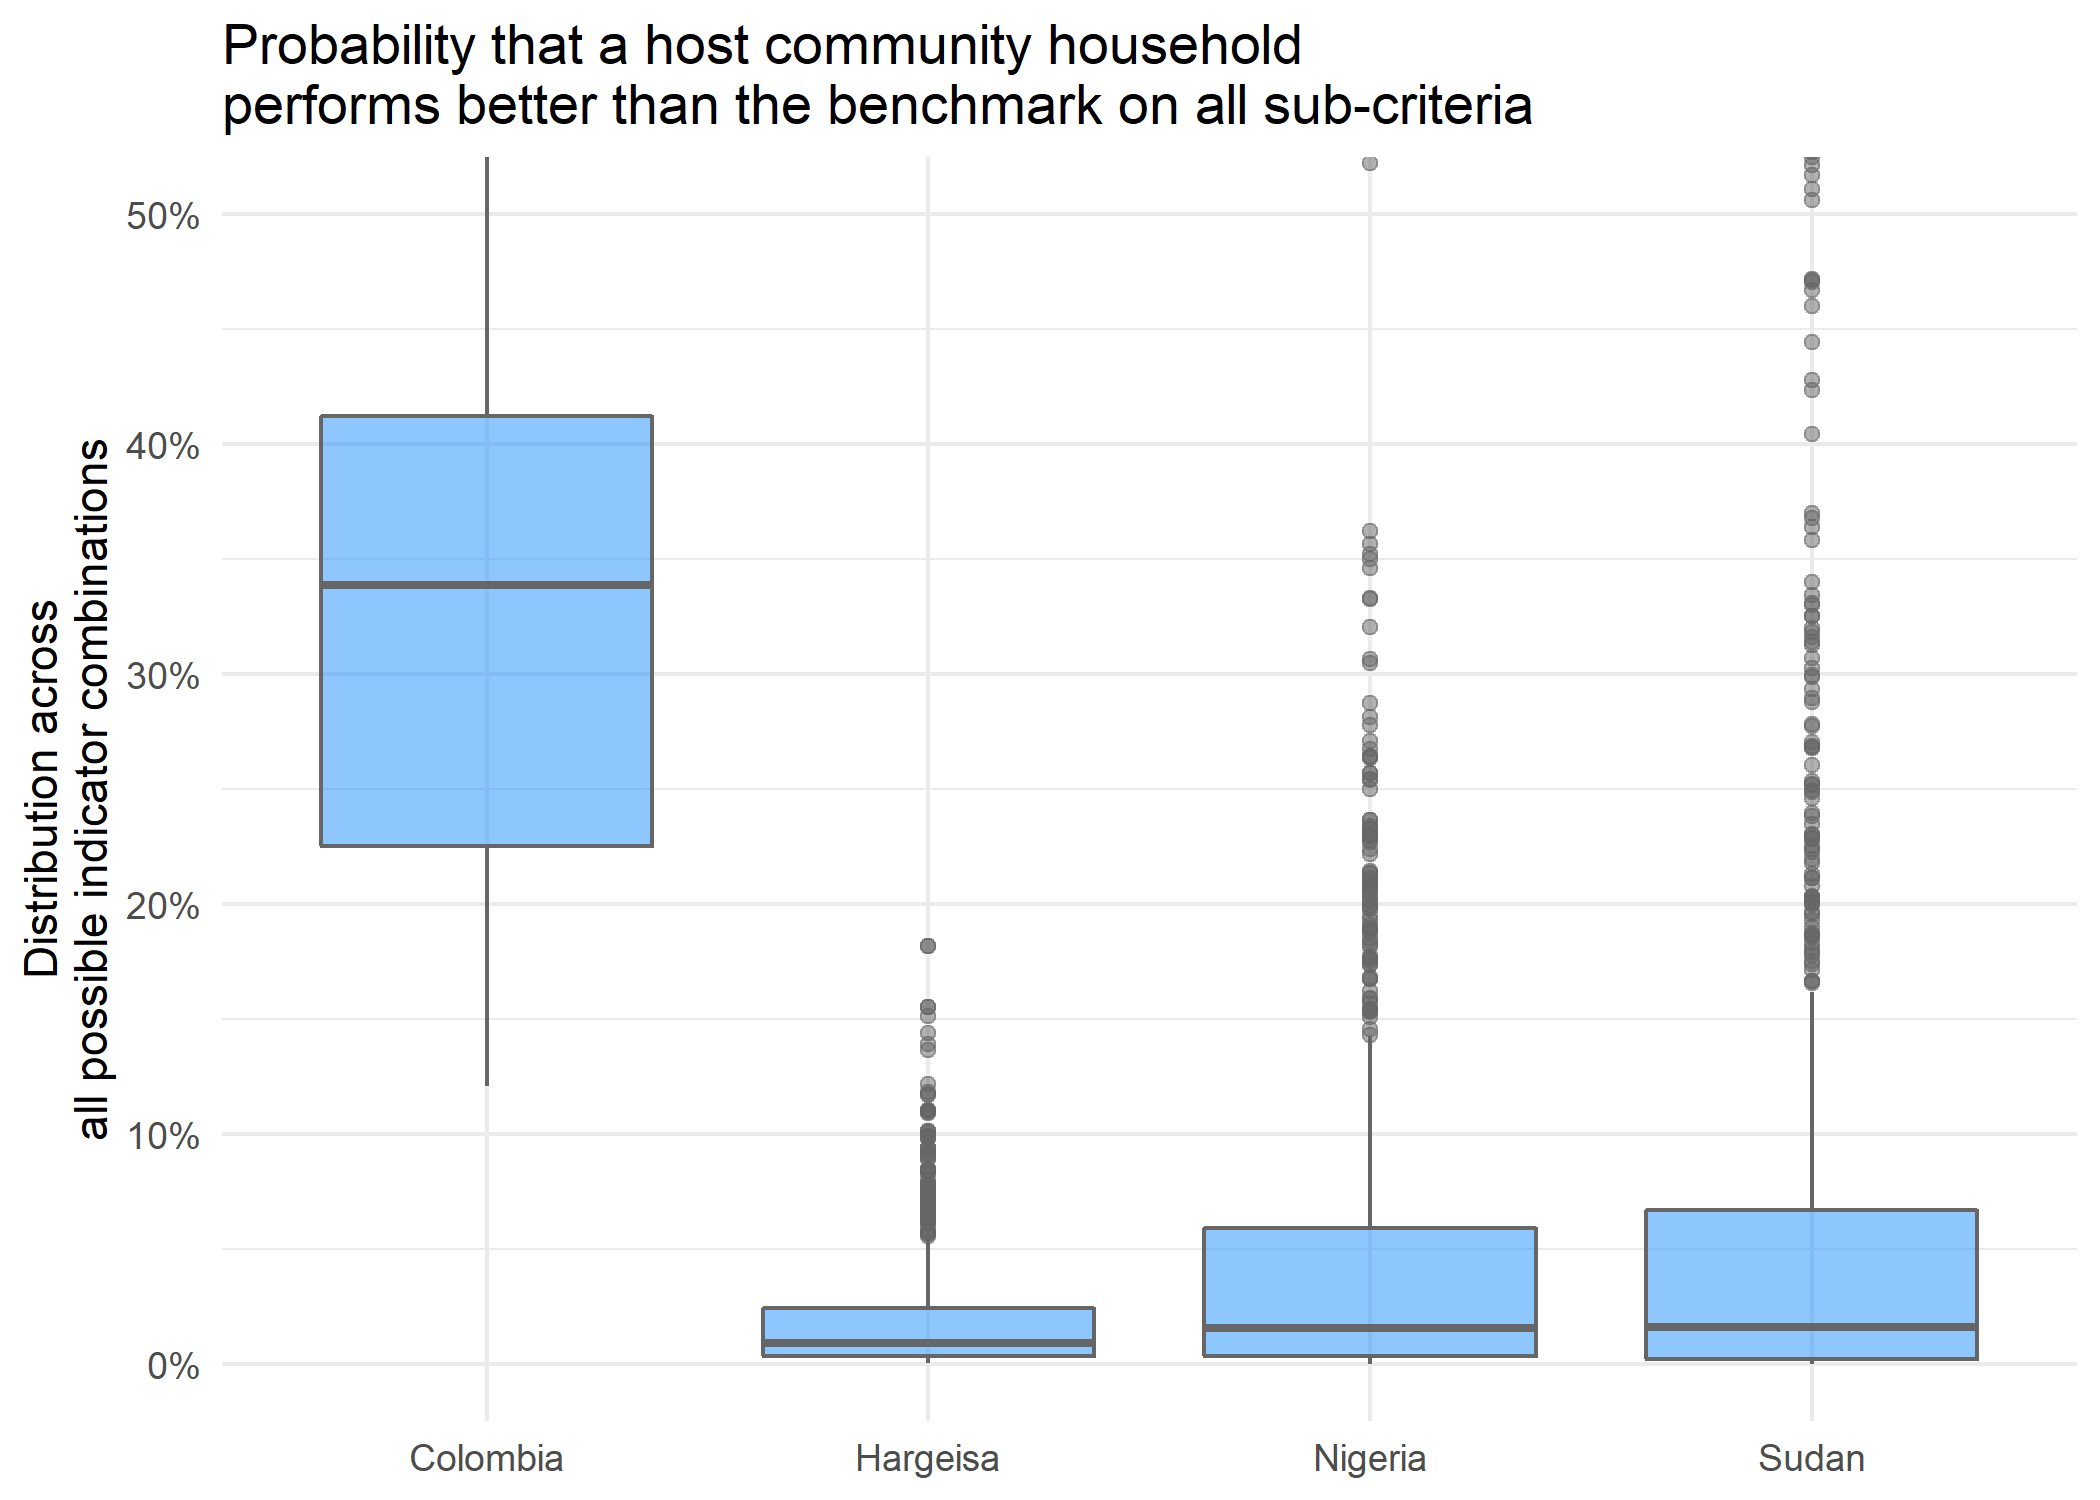 Probability that a host community household
performs better than the benchmark on all sub-criteria
Distribution across
all possible indicator combinations
50%
40%
30%
20%
10%
0%
Colombia
Hargeisa
Nigeria
Sudan